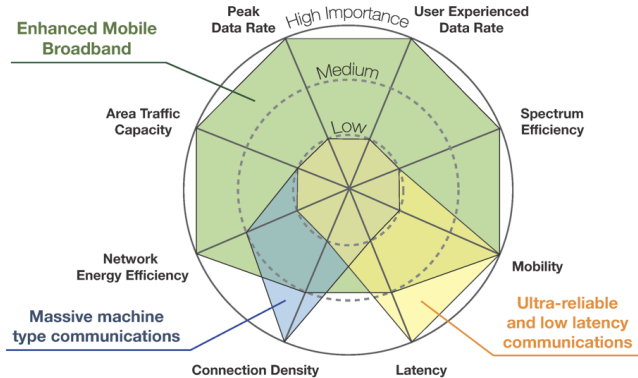 Peak
Data Rate
High Importance
User Experienced
Data Rate
Enhanced Mobile
Broadband
Medium
Area Traffic
Capacity
Low
Spectrum
Efficiency
Network
Energy Efficiency
Mobility
Massive machine
type communications
Ultra-reliable
and low latency
communications
Connection Density
Latency